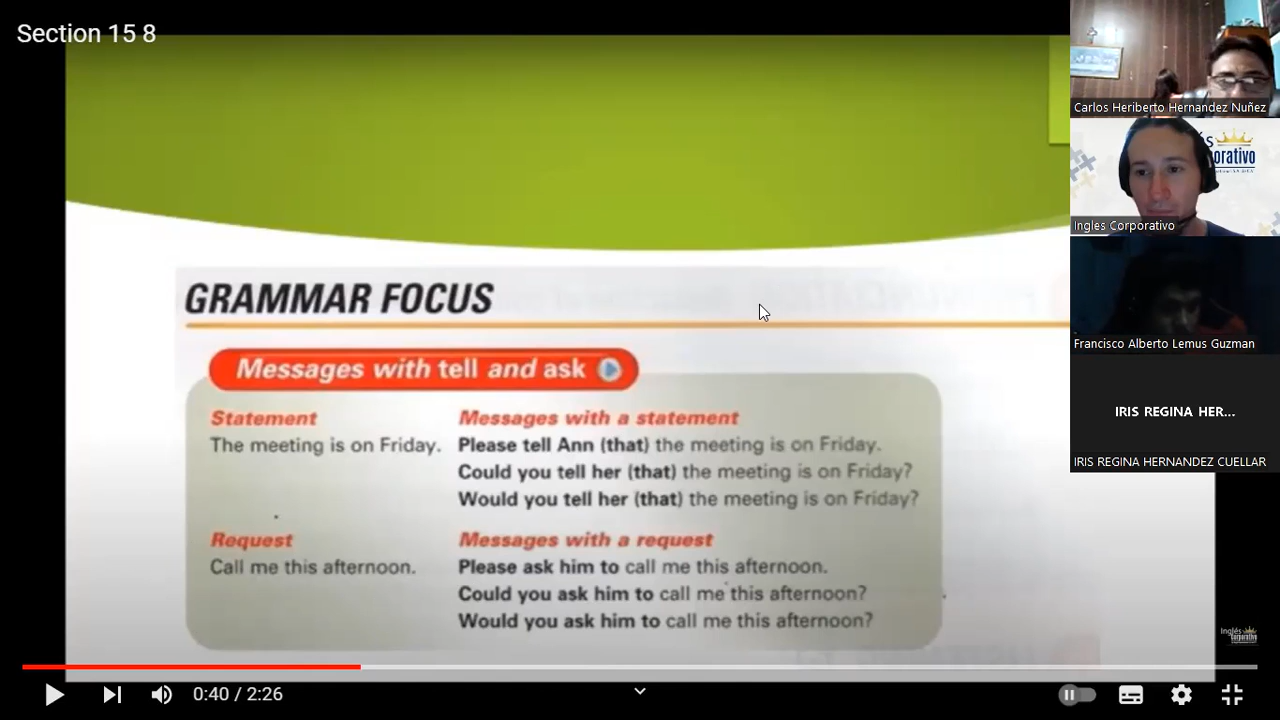 Section 15 8
GRAMMAR FOCUS
Messages with tell and ask
Statement
Messages with a statement
The meeting is on Friday.
Please tell Ann (that) the meeting is on Friday.
Could you tell her (that) the meeting is on Friday?
Would you tell her (that) the meeting is on Friday?
Request
Messages with a request
Call me this afternoon.
Please ask him to call me this afternoon.
Could you ask him to call me this afternoon?
Would you ask him to call me this afternoon?
0:40 / 2:26
Carlos Heriberto Hernandez Nuñez
orativo
Ingles Corporativo
Francisco Alberto Lemus Guzman
IRIS REGINA HER...
IRIS REGINA HERNANDEZ CUELLAR
Inglés
Corporativo